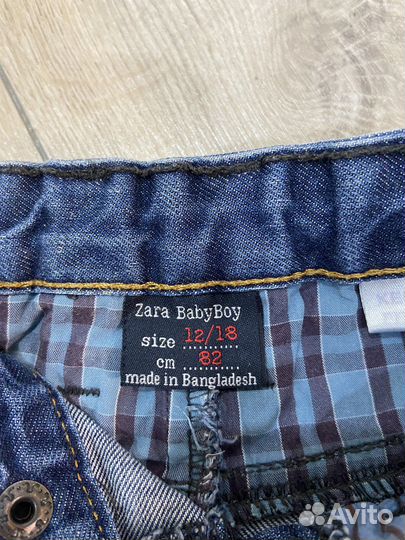 Zara BabyBoy
size 12/18
cm 82
made in Bangladesh
Avito